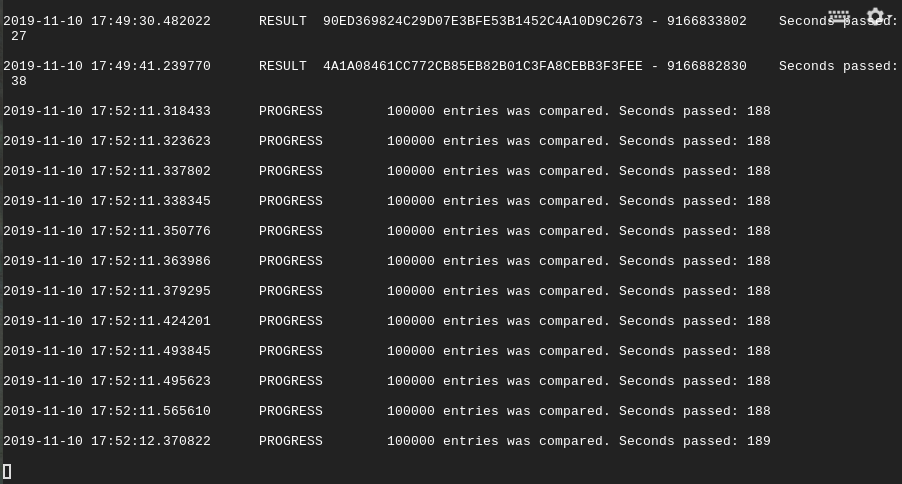 2019-11-10 17:49:30.482022 RESULT 90ED369824C29D07E3BFE53B1452C4A10D9C2673 - 9166833802 Seconds passed:
27
2019-11-10 17:49:41.239770 RESULT 4A1A08461CC772CB85EB82B01C3FA8CEBB3F3FEE - 9166882830 Seconds passed:
38
2019-11-10 17:52:11.318433 PROGRESS 100000 entries was compared. Seconds passed: 188
2019-11-10 17:52:11.323623 PROGRESS 100000 entries was compared. Seconds passed: 188
2019-11-10 17:52:11.337802 PROGRESS 100000 entries was compared. Seconds passed: 188
2019-11-10 17:52:11.338345 PROGRESS 100000 entries was compared. Seconds passed: 188
2019-11-10 17:52:11.350776 PROGRESS 100000 entries was compared. Seconds passed: 188
2019-11-10 17:52:11.363986 PROGRESS 100000 entries was compared. Seconds passed: 188
2019-11-10 17:52:11.379295 PROGRESS 100000 entries was compared. Seconds passed: 188
2019-11-10 17:52:11.424201 PROGRESS 100000 entries was compared. Seconds passed: 188
2019-11-10 17:52:11.493845 PROGRESS 100000 entries was compared. Seconds passed: 188
2019-11-10 17:52:11.495623 PROGRESS 100000 entries was compared. Seconds passed: 188
2019-11-10 17:52:11.565610 PROGRESS 100000 entries was compared. Seconds passed: 188
2019-11-10 17:52:12.370822 PROGRESS 100000 entries was compared. Seconds passed: 189